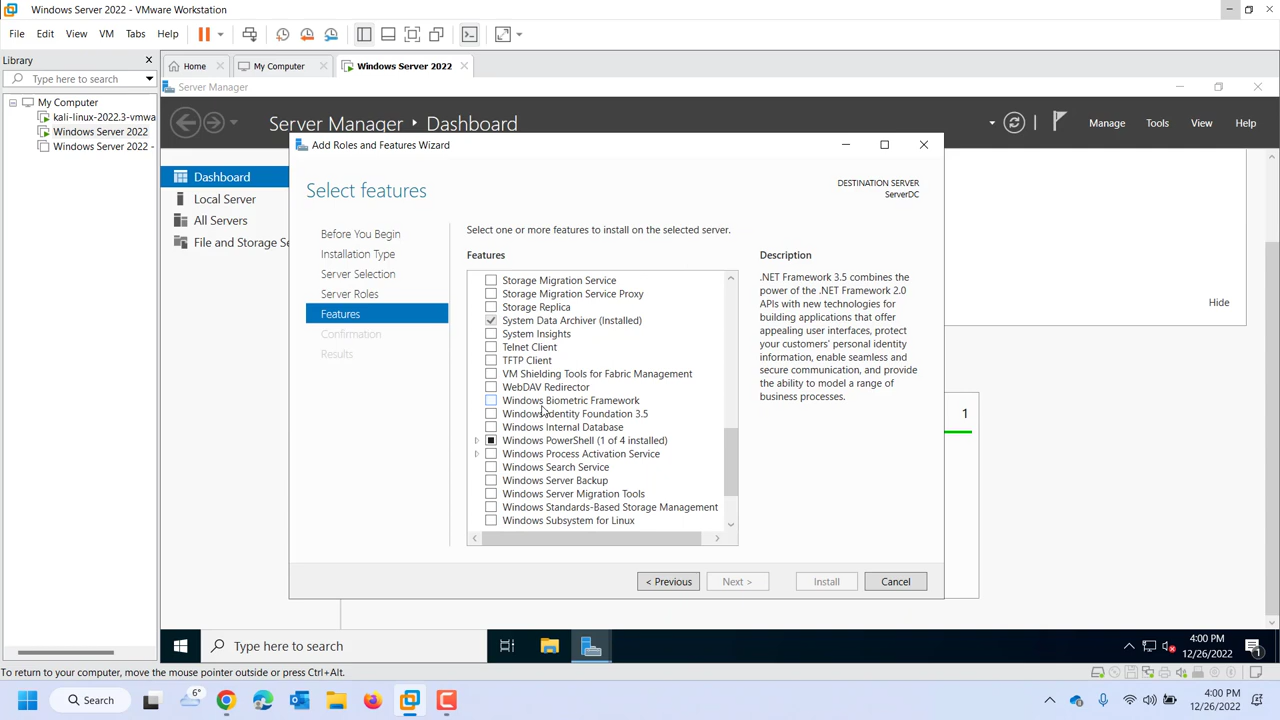 Windows Server 2022 - VMware Workstation
File Edit View VM Tabs Help
Library
Type here to search
My Computer
kali-linux-2022.3-vmwa
Windows Server 2022
Windows Server 2022 -
Home
My Computer
Windows Server 2022
Server Manager
Server Manager Dashboard
Manage Tools View Help
Dashboard
Local Server
All Servers
File and Storage Se
Add Roles and Features Wizard
Select features
DESTINATION SERVER
ServerDC
Before You Begin
Installation Type
Server Selection
Server Roles
Features
Confirmation
Results
Select one or more features to install on the selected server.
Features
Storage Migration Service
Storage Migration Service Proxy
Storage Replica
System Data Archiver (Installed)
System Insights
Telnet Client
TFTP Client
VM Shielding Tools for Fabric Management
WebDAV Redirector
Windows Biometric Framework
Windows Identity Foundation 3.5
Windows Internal Database
Windows PowerShell (1 of 4 installed)
Windows Process Activation Service
Windows Search Service
Windows Server Backup
Windows Server Migration Tools
Windows Standards-Based Storage Management
Windows Subsystem for Linux
Description
.NET Framework 3.5 combines the
power of the .NET Framework 2.0
APIs with new technologies for
building applications that offer
appealing user interfaces, protect
your customers' personal identity
information, enable seamless and
secure communication, and provide
the ability to model a range of
business processes.
< Previous
Next >
Install
Cancel
Hide
1
Type here to search
4:00 PM
12/26/2022
1
To return to your computer, move the mouse pointer outside or press Ctrl+Alt.
Search
6°
4:00 PM
12/26/2022